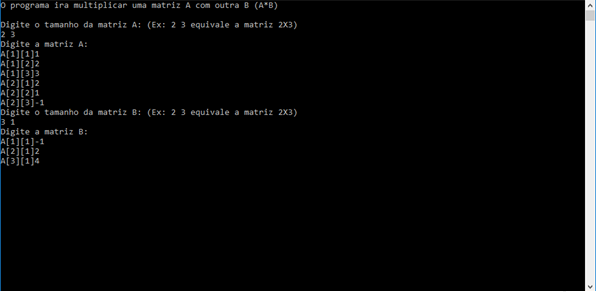 O programa ira multiplicar uma matriz A com outra B (A*B)
Digite o tamanho da matriz A: (Ex: 2 3 equivale a matriz 2X3)
2 3
Digite a matriz A:
A[1][1]1
A[1][2]2
A[1][3]3
A[2][1]2
A[2][2]1
A[2][3]-1
Digite o tamanho da matriz B: (Ex: 2 3 equivale a matriz 2X3)
3 1
Digite a matriz B:
A[1][1]-1
A[2][1]2
A[3][1]4